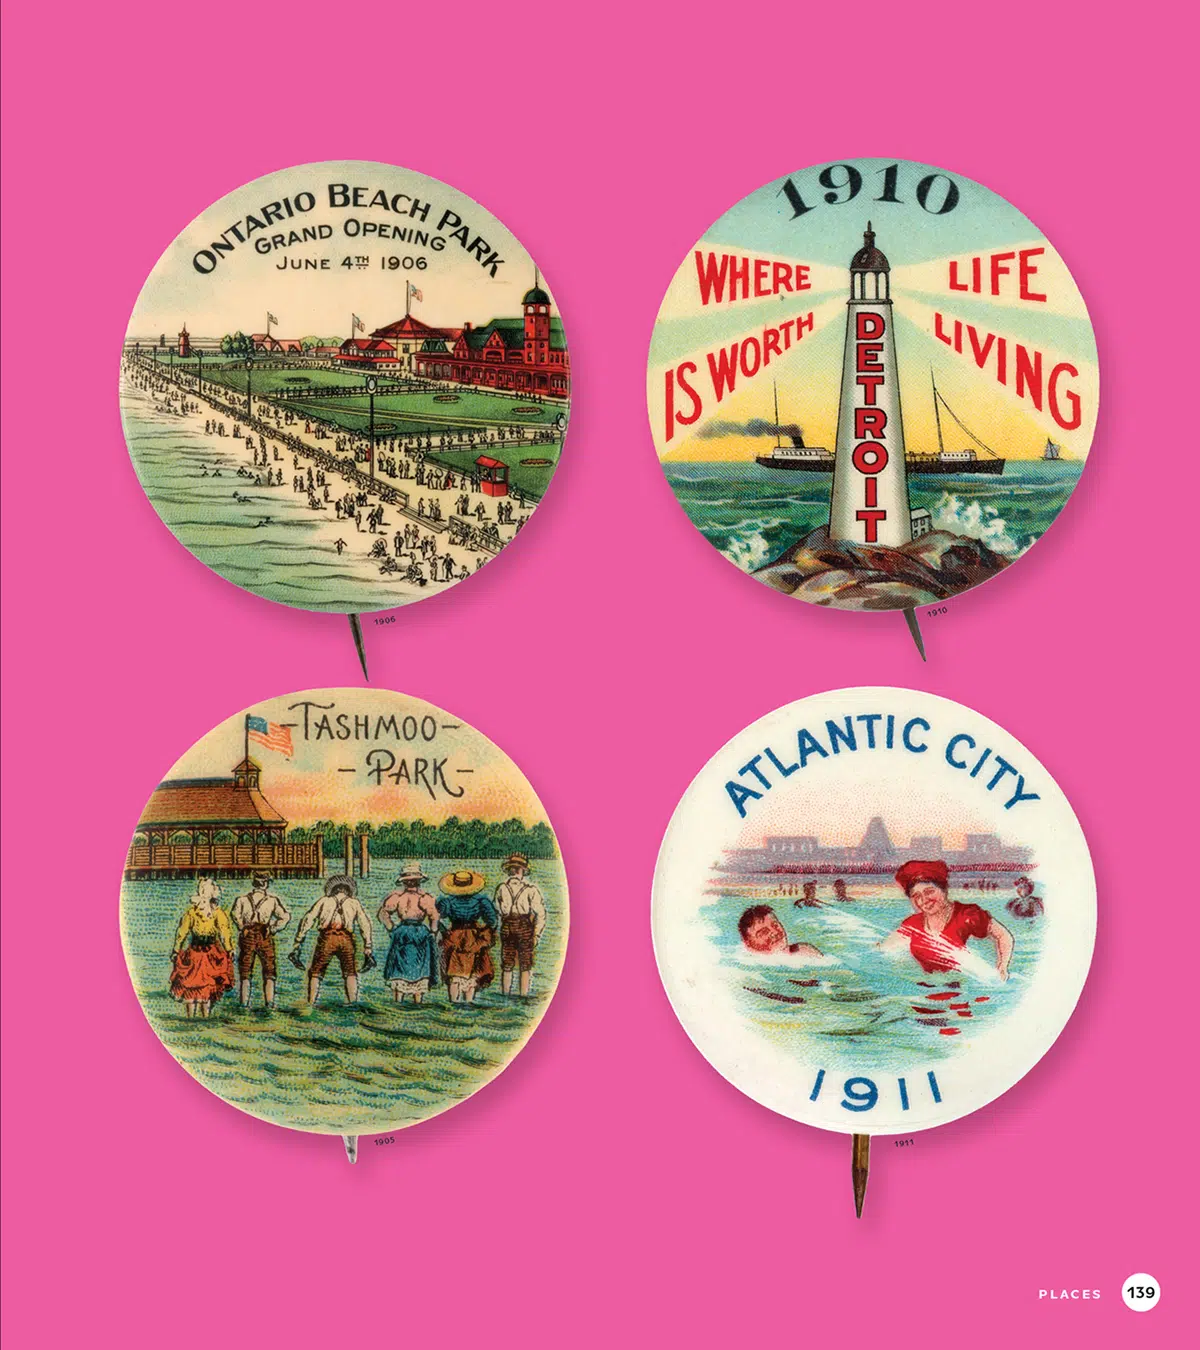 ONTARIO BEACH PARK
GRAND OPENING
JUNE 4TH 1906
1906
1910
WHERE LIFE
IS WORTH LIVING
DETROIT
1910
-TASHMOO-
-PARK-
1905
ATLANTIC CITY
1911
1911
PLACES 139